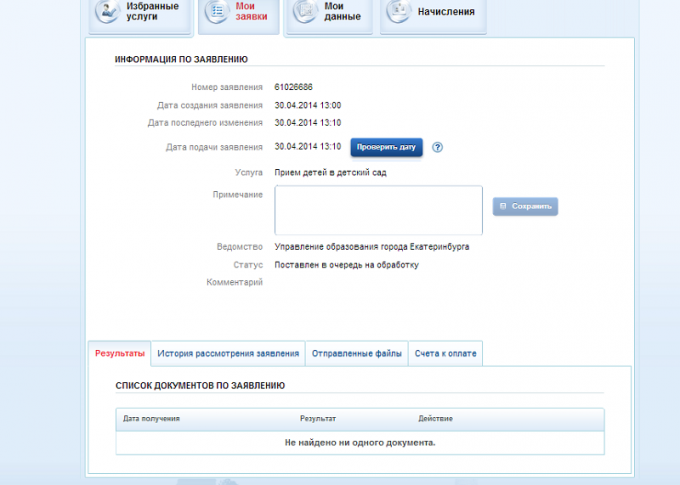 Избранные услуги
Мои заявки
Мои данные
Начисления
ИНФОРМАЦИЯ ПО ЗАЯВЛЕНИЮ
Номер заявления 61026686
Дата создания заявления 30.04.2014 13:00
Дата последнего изменения 30.04.2014 13:10
Дата подачи заявления 30.04.2014 13:10 Проверить дату ?
Услуга Прием детей в детский сад
Примечание
Сохранить
Ведомство Управление образования города Екатеринбурга
Статус Поставлен в очередь на обработку
Комментарий
Результаты История рассмотрения заявления Отправленные файлы Счета к оплате
СПИСОК ДОКУМЕНТОВ ПО ЗАЯВЛЕНИЮ
Дата получения Результат Действие
Не найдено ни одного документа.